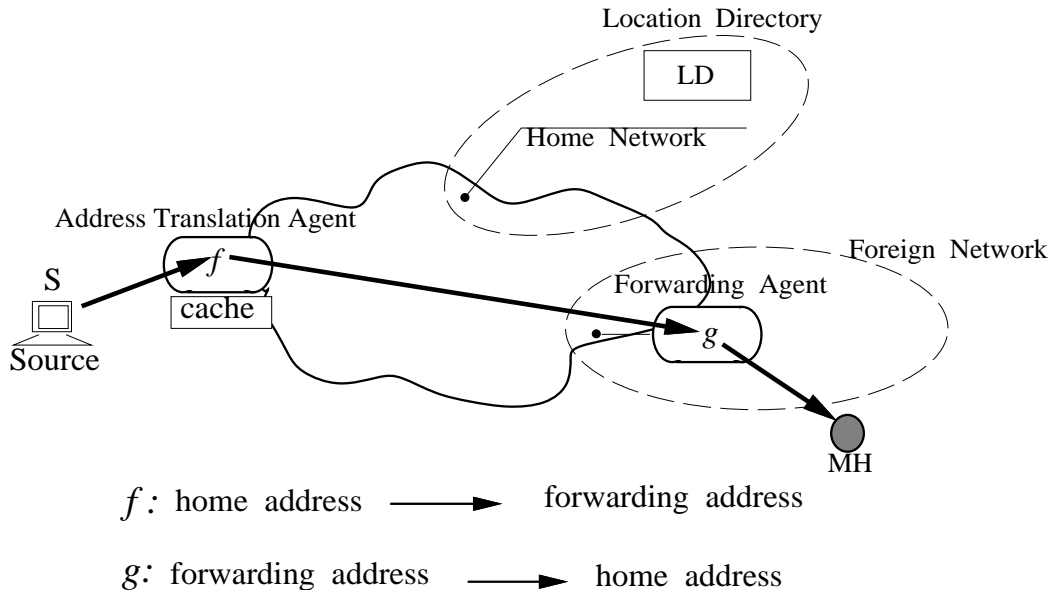 Location Directory
LD
Home Network
Address Translation Agent
Foreign Network
f
S
Forwarding Agent
cache
g
Source
MH
f: home address forwarding address
g: forwarding address home address